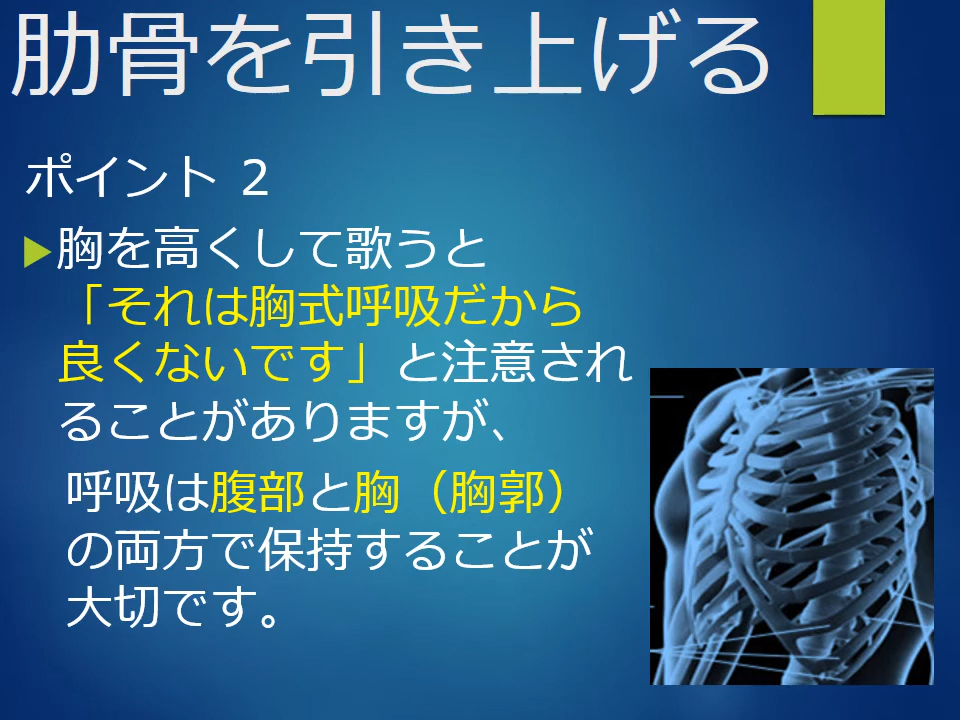 肋骨を引き上げる
ポイント 2
胸を高くして歌うと
「それは胸式呼吸だから
良くないです」と注意され
ることがありますが、
呼吸は腹部と胸（胸郭）
の両方で保持することが
大切です。